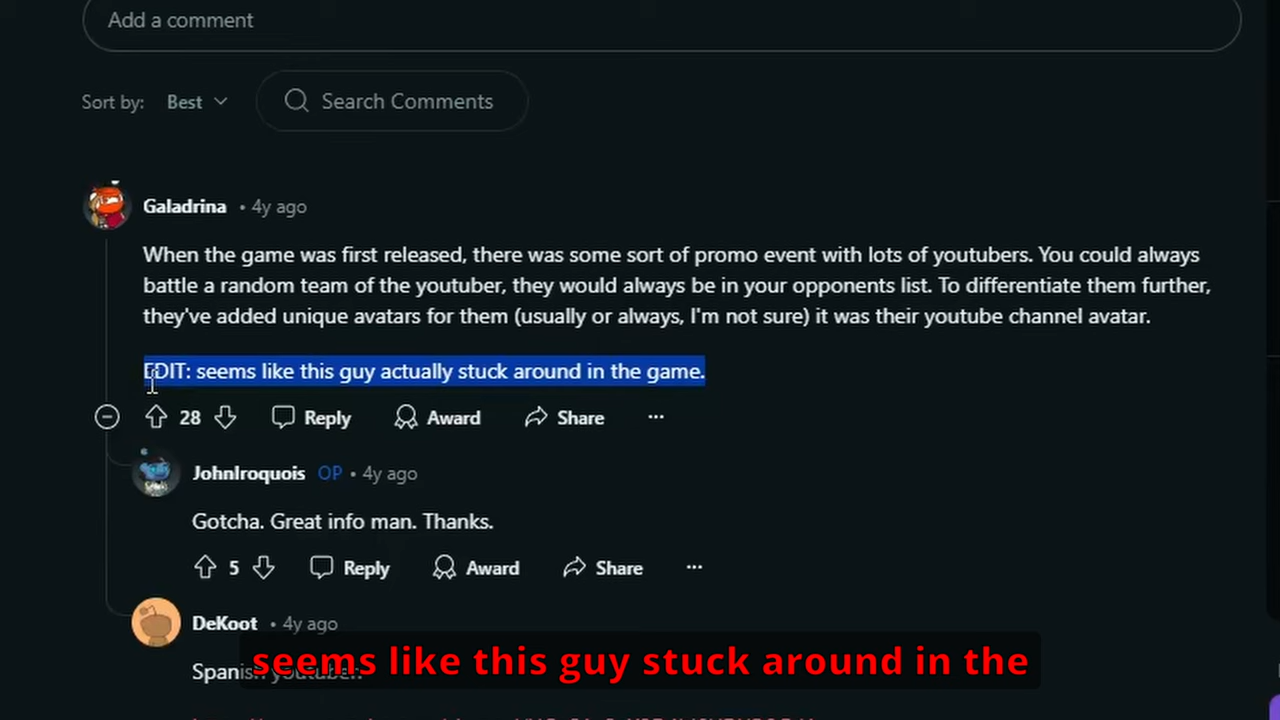 Add a comment
Sort by: Best
Search Comments
Galadrina • 4y ago
When the game was first released, there was some sort of promo event with lots of youtubers. You could always
battle a random team of the youtuber, they would always be in your opponents list. To differentiate them further,
they've added unique avatars for them (usually or always, I'm not sure) it was their youtube channel avatar.
EDIT: seems like this guy actually stuck around in the game.
28 Reply Award Share
JohnIroquois OP • 4y ago
Gotcha. Great info man. Thanks.
5 Reply Award Share
DeKoot • 4y ago
Spanish youtuber.
seems like this guy stuck around in the